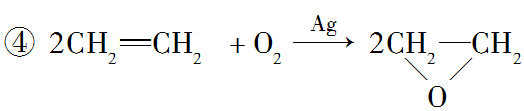 ④ 2CH₂═CH₂ + O₂ —Ag→ 2CH₂—CH₂
O